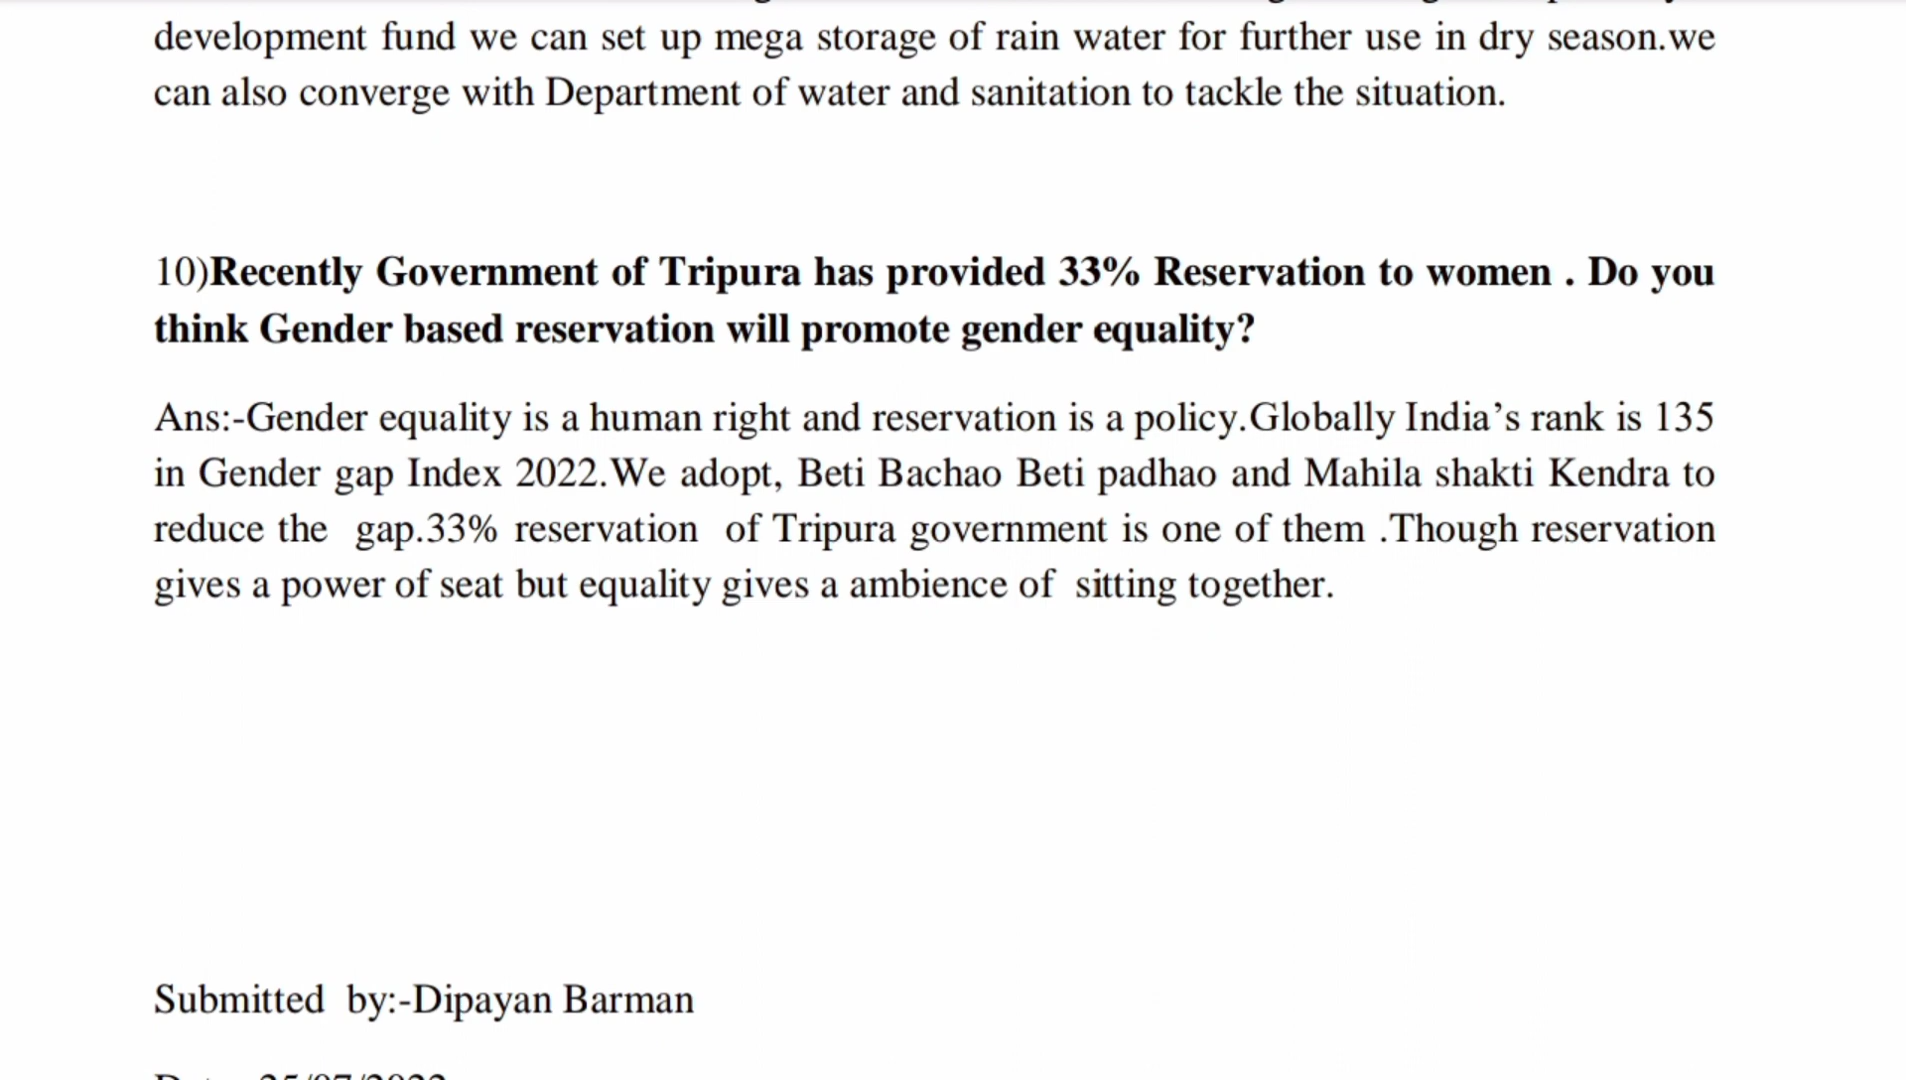 development fund we can set up mega storage of rain water for further use in dry season.we
can also converge with Department of water and sanitation to tackle the situation.
10)Recently Government of Tripura has provided 33% Reservation to women . Do you
think Gender based reservation will promote gender equality?
Ans:-Gender equality is a human right and reservation is a policy.Globally India’s rank is 135
in Gender gap Index 2022.We adopt, Beti Bachao Beti padhao and Mahila shakti Kendra to
reduce the  gap.33% reservation  of Tripura government is one of them .Though reservation
gives a power of seat but equality gives a ambience of  sitting together.
Submitted  by:-Dipayan Barman